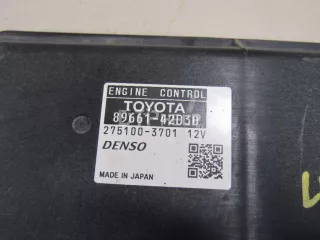 ENGINE CONTROL
TOYOTA
89661-42D30
275100-3701 12V
DENSO
MADE IN JAPAN